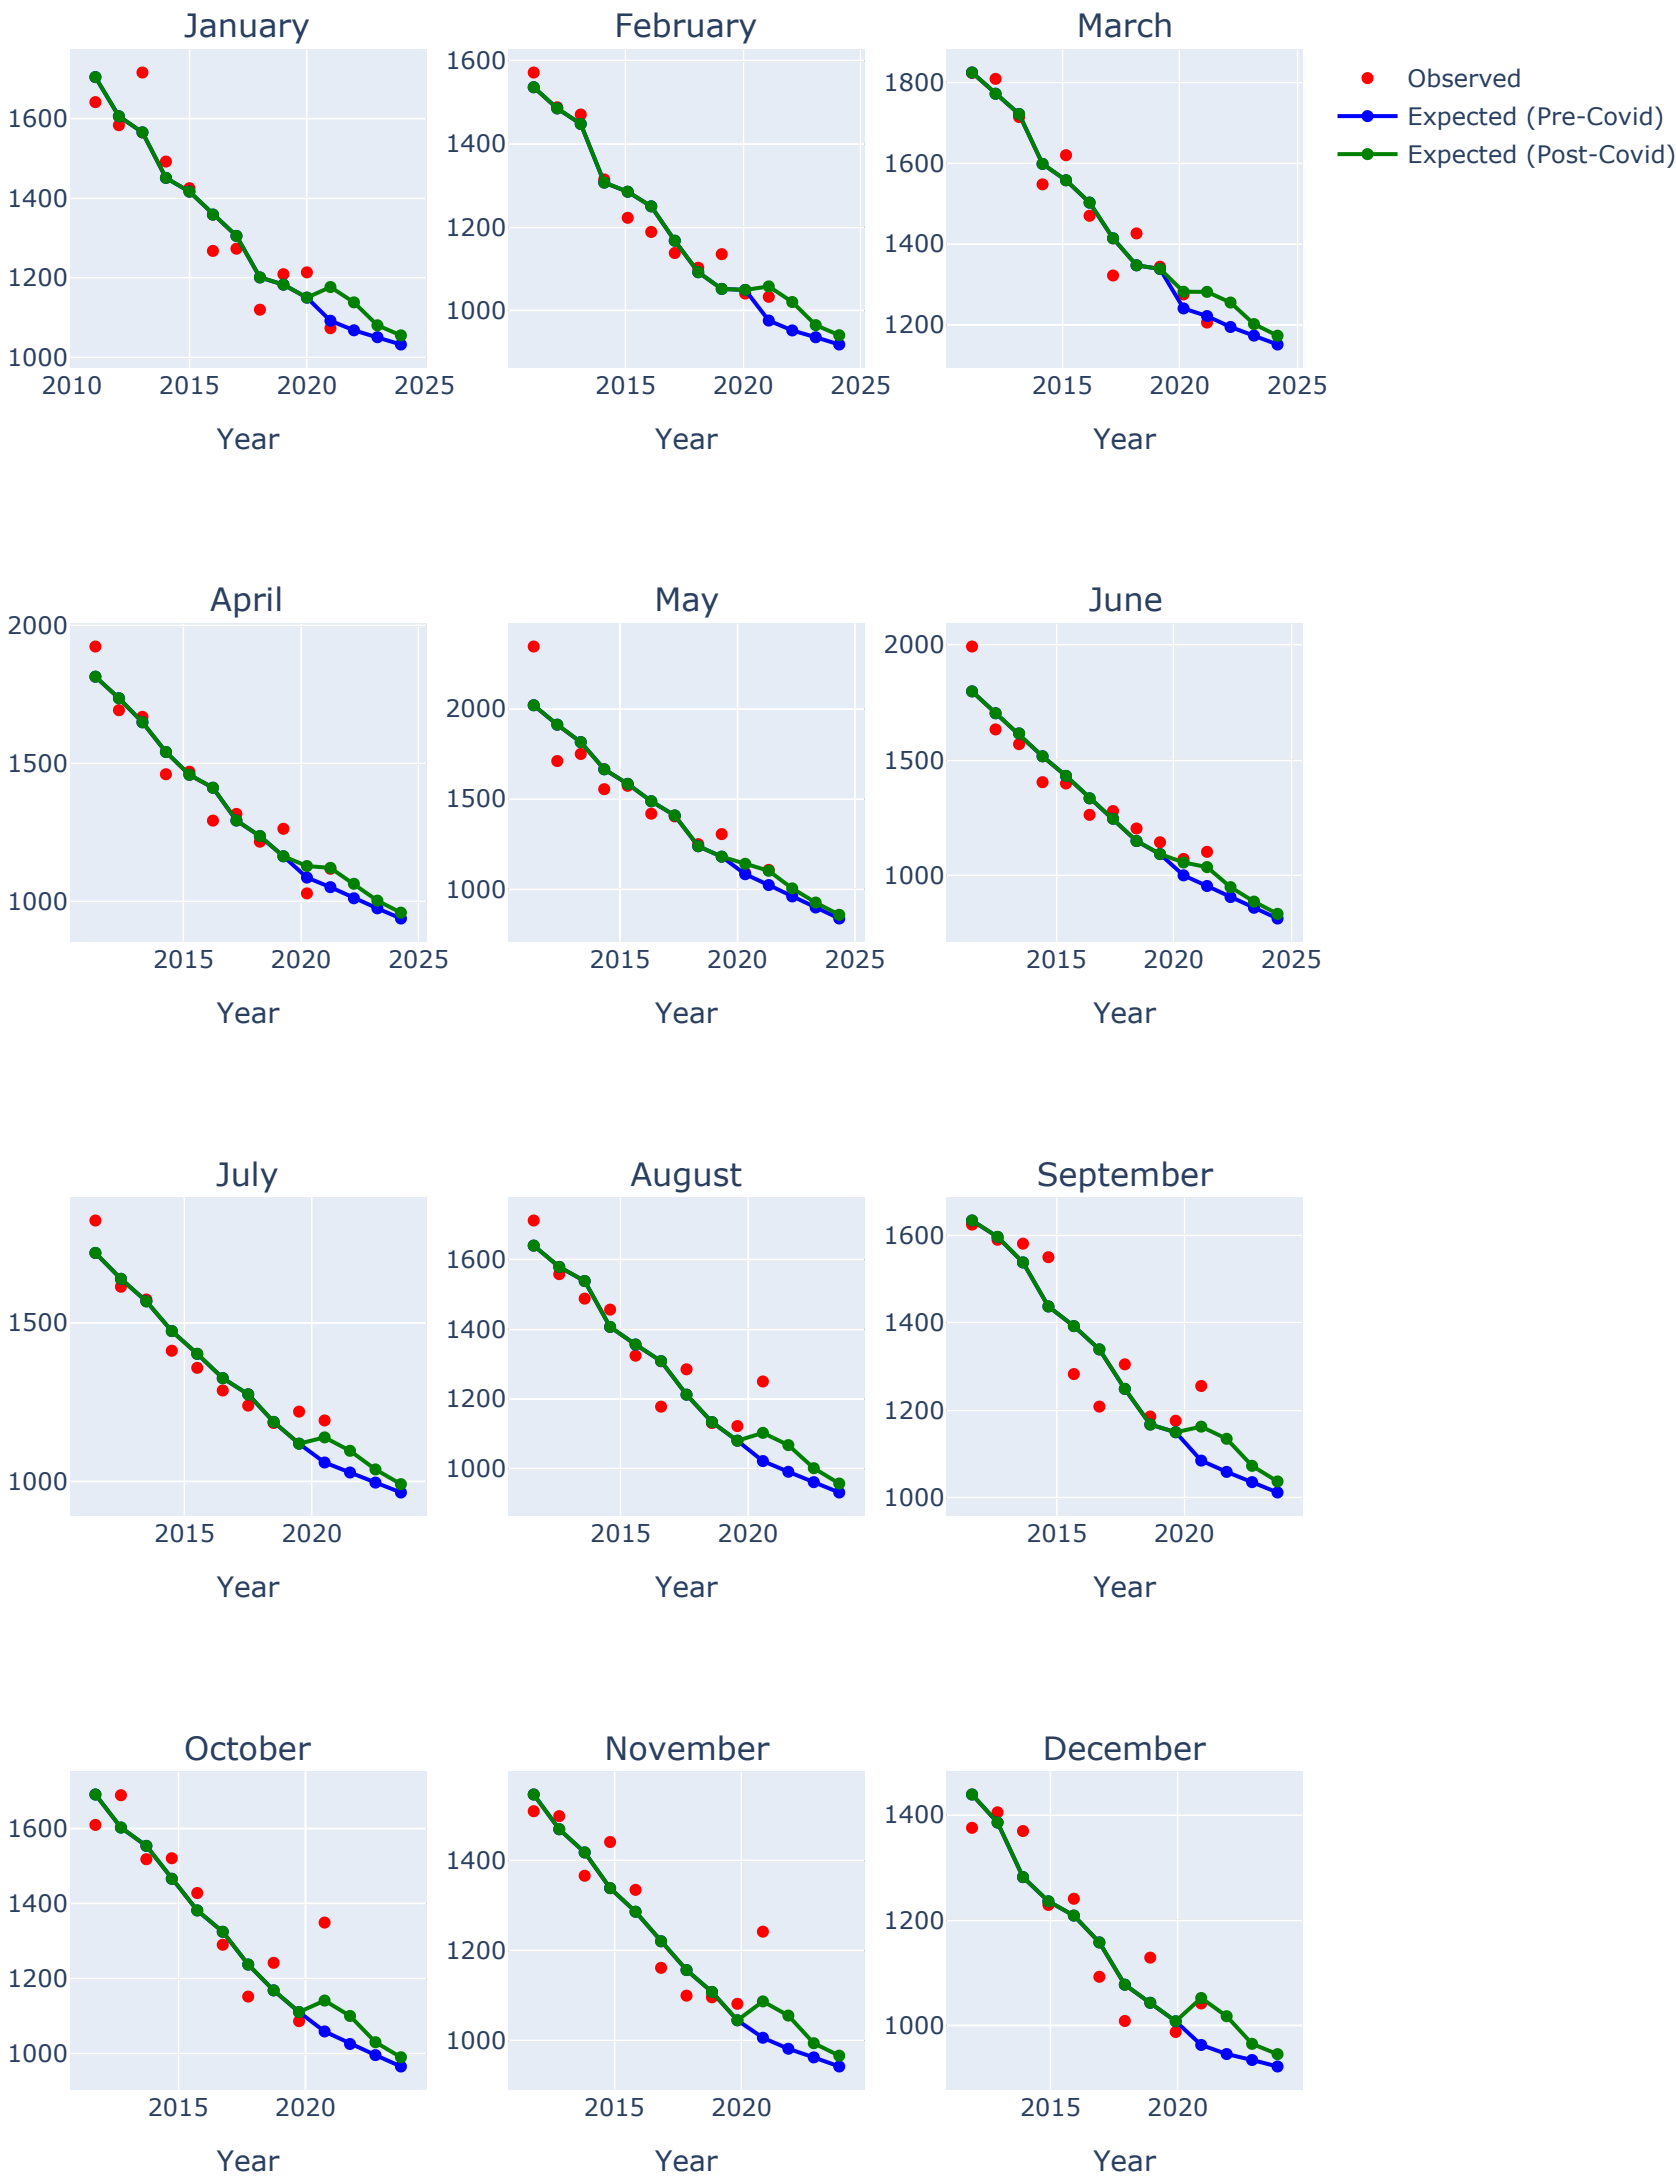 January
February
March
Observed
Expected (Pre-Covid)
Expected (Post-Covid)
1600
1400
1200
1000
2010
2015
2020
2025
Year
1600
1400
1200
1000
2015
2020
2025
Year
1800
1600
1400
1200
2015
2020
2025
Year
April
May
June
2000
1500
1000
2015
2020
2025
Year
2000
1500
1000
2015
2020
2025
Year
2000
1500
1000
2015
2020
2025
Year
July
August
September
1500
1000
2015
2020
Year
1600
1400
1200
1000
2015
2020
Year
1600
1400
1200
1000
2015
2020
Year
October
November
December
1600
1400
1200
1000
2015
2020
Year
1400
1200
1000
2015
2020
Year
1400
1200
1000
2015
2020
Year